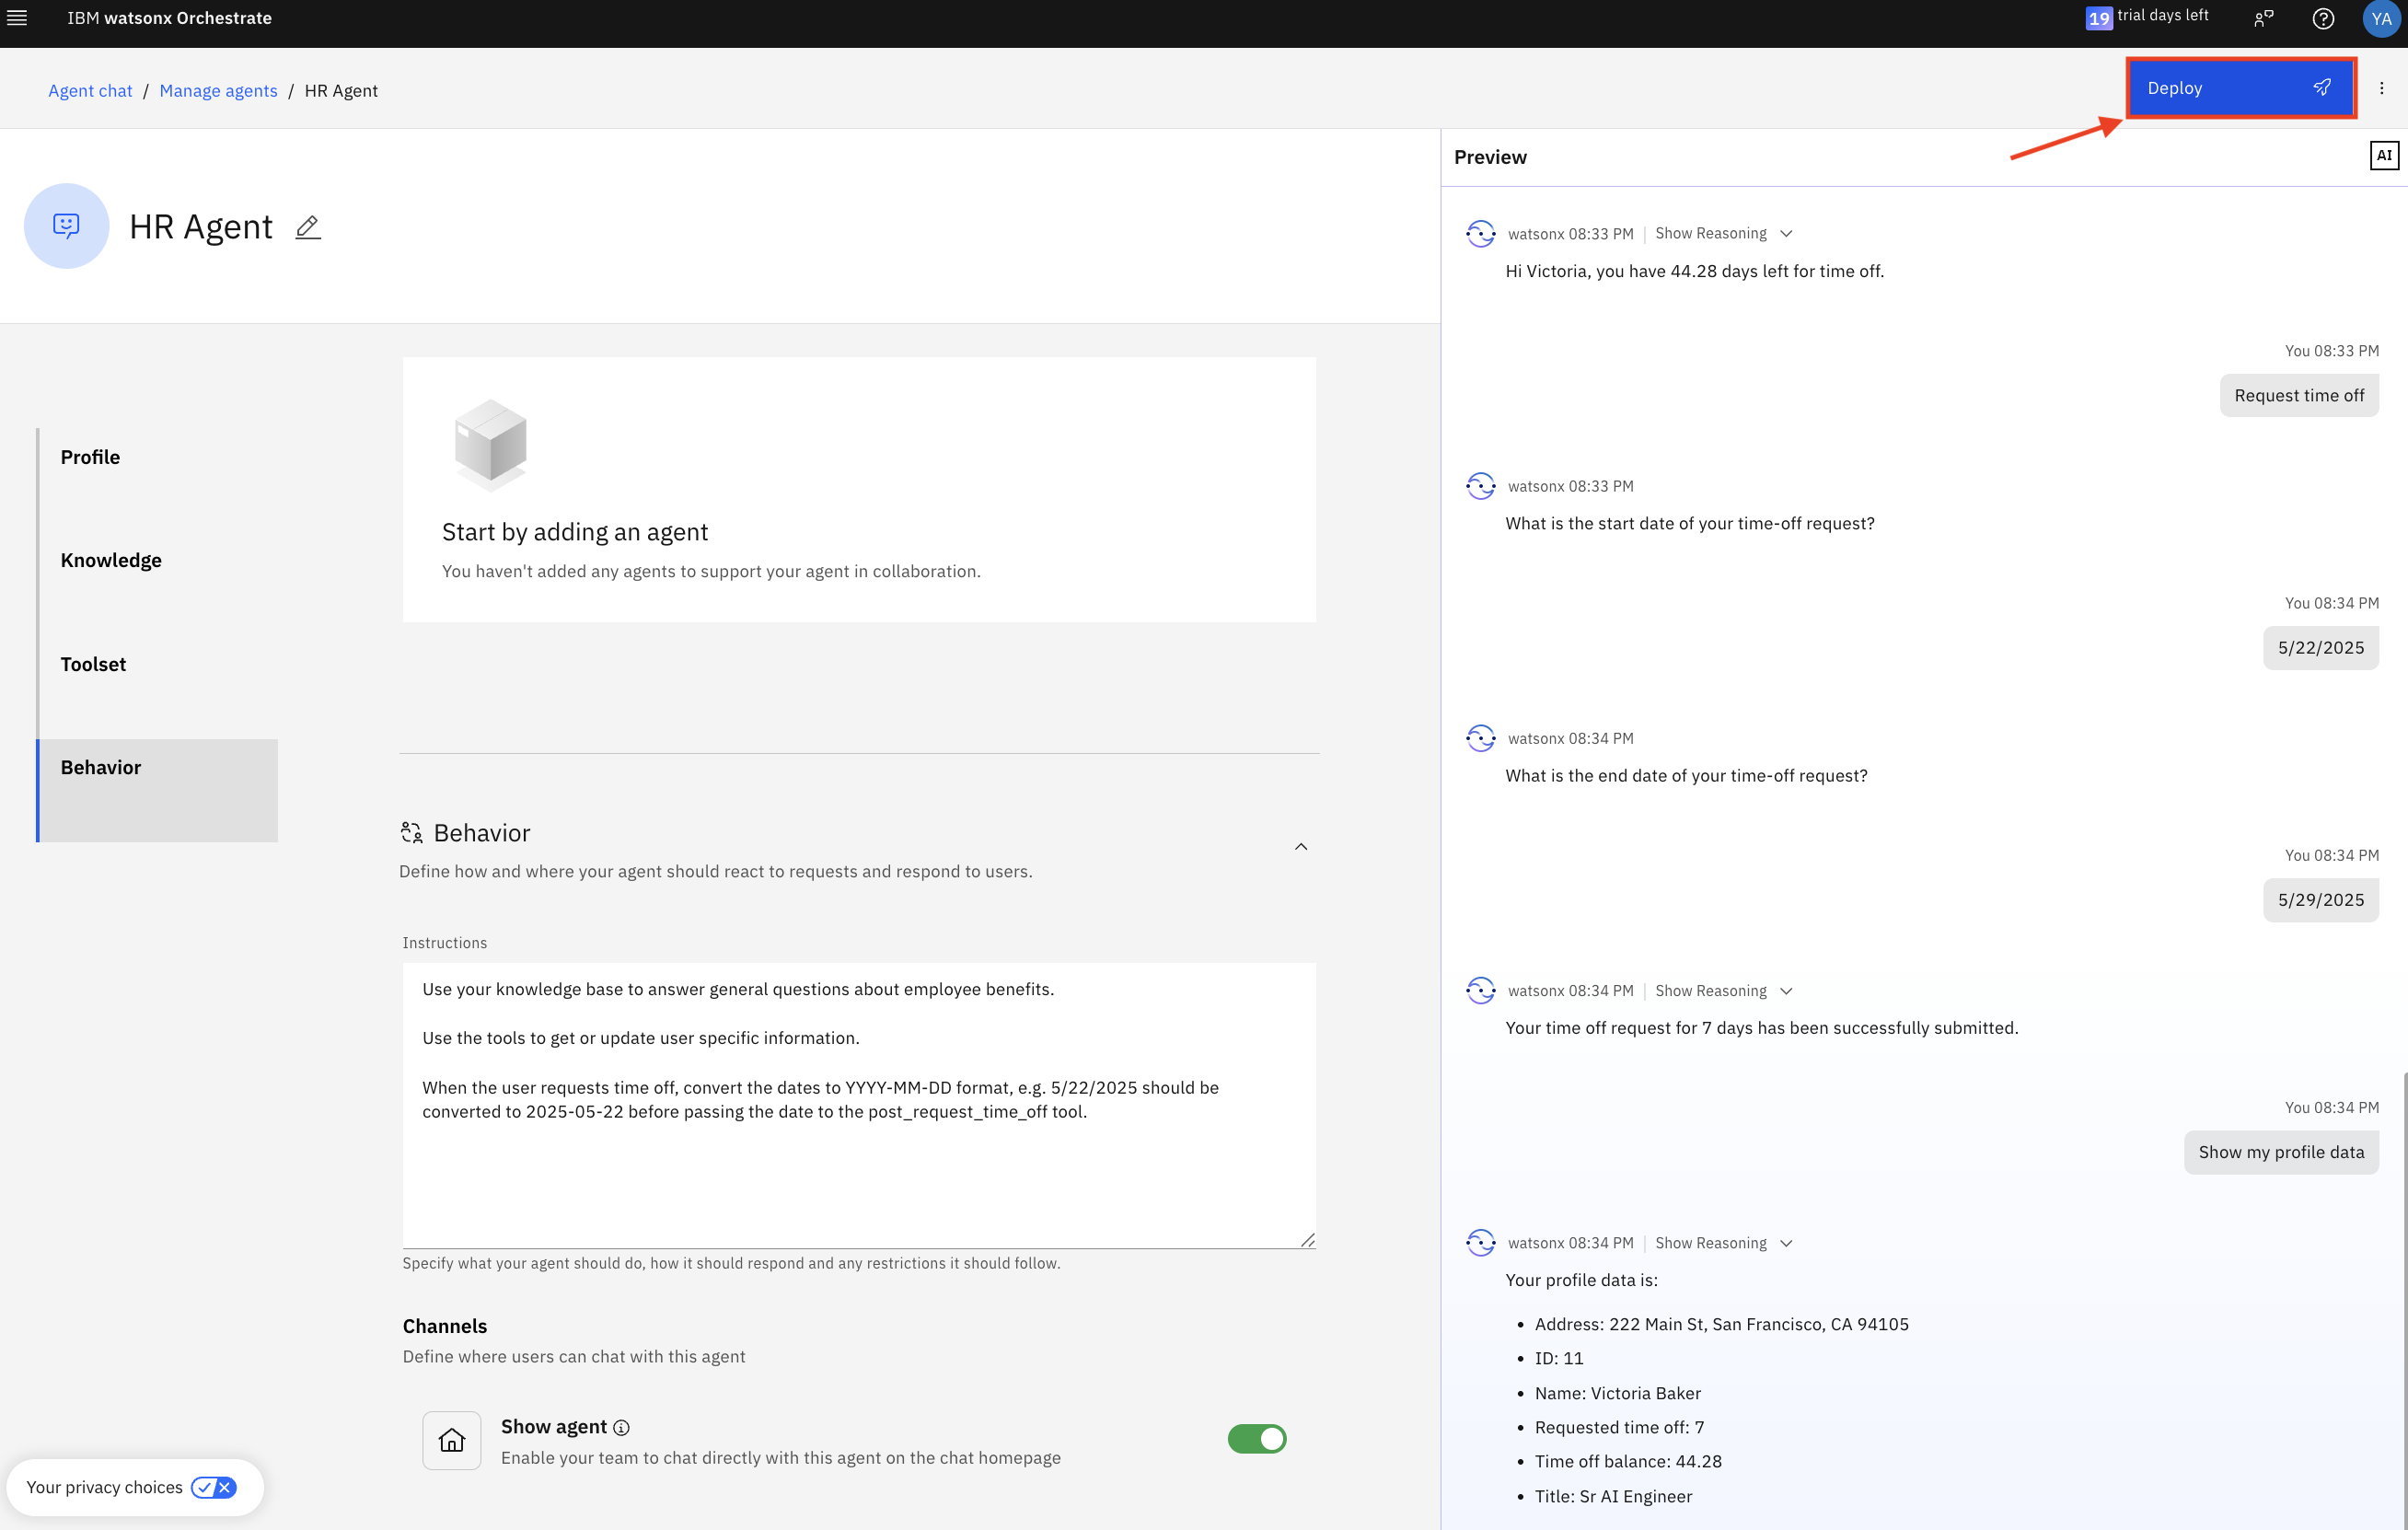 IBM watsonx Orchestrate
19 trial days left
YA
Agent chat / Manage agents / HR Agent
Deploy
HR Agent
Profile
Knowledge
Toolset
Behavior
Start by adding an agent
You haven't added any agents to support your agent in collaboration.
Behavior
Define how and where your agent should react to requests and respond to users.
Instructions
Use your knowledge base to answer general questions about employee benefits.
Use the tools to get or update user specific information.
When the user requests time off, convert the dates to YYYY-MM-DD format, e.g. 5/22/2025 should be
converted to 2025-05-22 before passing the date to the post_request_time_off tool.
Specify what your agent should do, how it should respond and any restrictions it should follow.
Channels
Define where users can chat with this agent
Show agent
Enable your team to chat directly with this agent on the chat homepage
Your privacy choices
Preview
AI
watsonx 08:33 PM | Show Reasoning
Hi Victoria, you have 44.28 days left for time off.
You 08:33 PM
Request time off
watsonx 08:33 PM
What is the start date of your time-off request?
You 08:34 PM
5/22/2025
watsonx 08:34 PM
What is the end date of your time-off request?
You 08:34 PM
5/29/2025
watsonx 08:34 PM | Show Reasoning
Your time off request for 7 days has been successfully submitted.
You 08:34 PM
Show my profile data
watsonx 08:34 PM | Show Reasoning
Your profile data is:
• Address: 222 Main St, San Francisco, CA 94105
• ID: 11
• Name: Victoria Baker
• Requested time off: 7
• Time off balance: 44.28
• Title: Sr AI Engineer